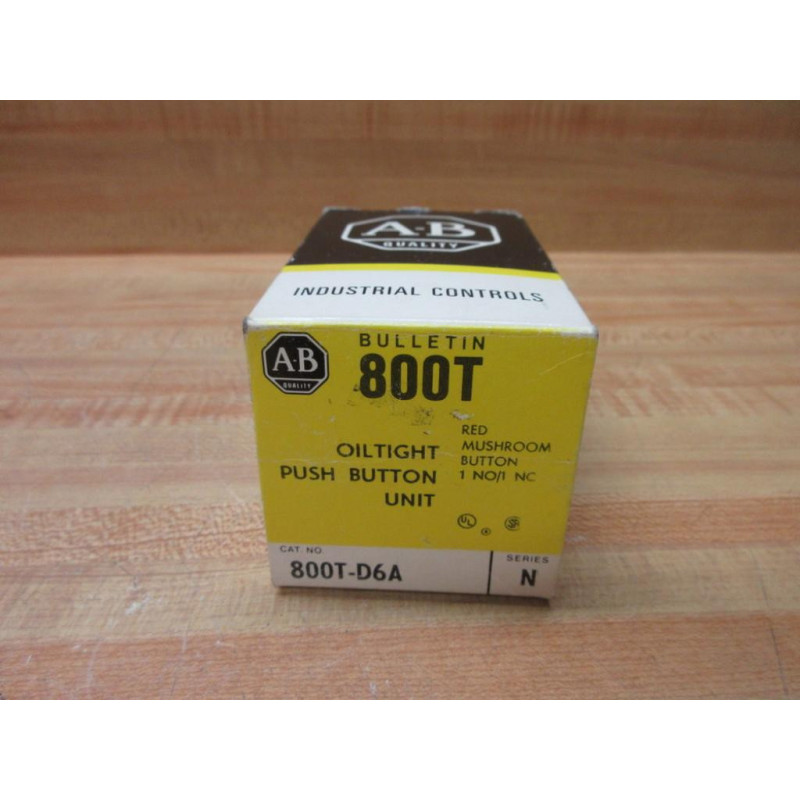 A·B
QUALITY
INDUSTRIAL CONTROLS
A·B
QUALITY
BULLETIN
800T
OILTIGHT
PUSH BUTTON
UNIT
RED
MUSHROOM
BUTTON
1 NO/1 NC
UL
CAT. NO.
800T-D6A
SERIES
N